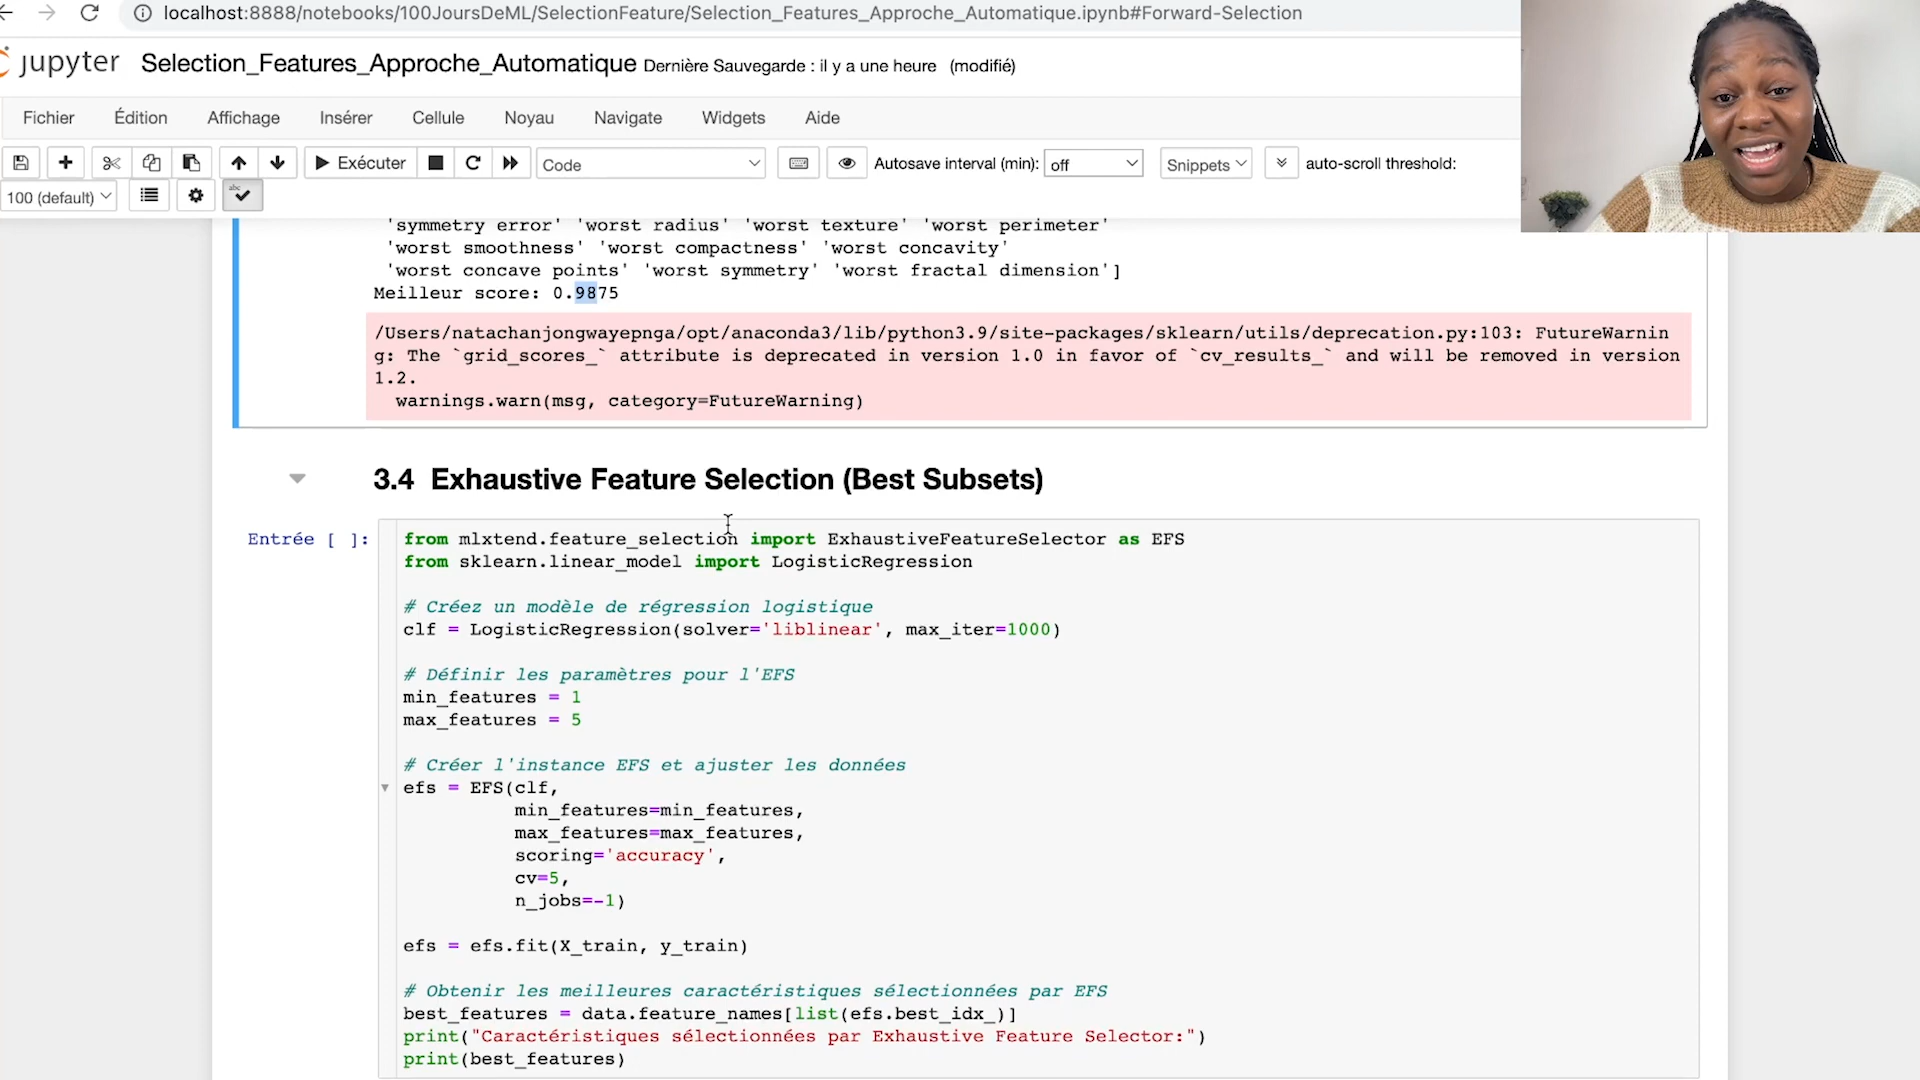 localhost:8888/notebooks/100JoursDeML/SelectionFeature/Selection_Features_Approche_Automatique.ipynb#Forward-Selection
jupyter Selection_Features_Approche_Automatique Dernière Sauvegarde : il y a une heure (modifié)
Fichier Édition Affichage Insérer Cellule Noyau Navigate Widgets Aide
Exécuter Code Autosave interval (min): off Snippets auto-scroll threshold:
100 (default) abc
'symmetry error' 'worst radius' 'worst texture' 'worst perimeter'
'worst smoothness' 'worst compactness' 'worst concavity'
'worst concave points' 'worst symmetry' 'worst fractal dimension']
Meilleur score: 0.9875
/Users/natachanjongwayepnga/opt/anaconda3/lib/python3.9/site-packages/sklearn/utils/deprecation.py:103: FutureWarnin
g: The `grid_scores_` attribute is deprecated in version 1.0 in favor of `cv_results_` and will be removed in version
1.2.
warnings.warn(msg, category=FutureWarning)
3.4 Exhaustive Feature Selection (Best Subsets)
Entrée [ ]:
from mlxtend.feature_selection import ExhaustiveFeatureSelector as EFS
from sklearn.linear_model import LogisticRegression
# Créez un modèle de régression logistique
clf = LogisticRegression(solver='liblinear', max_iter=1000)
# Définir les paramètres pour l'EFS
min_features = 1
max_features = 5
# Créer l'instance EFS et ajuster les données
efs = EFS(clf,
min_features=min_features,
max_features=max_features,
scoring='accuracy',
cv=5,
n_jobs=-1)
efs = efs.fit(X_train, y_train)
# Obtenir les meilleures caractéristiques sélectionnées par EFS
best_features = data.feature_names[list(efs.best_idx_)]
print("Caractéristiques sélectionnées par Exhaustive Feature Selector:")
print(best_features)